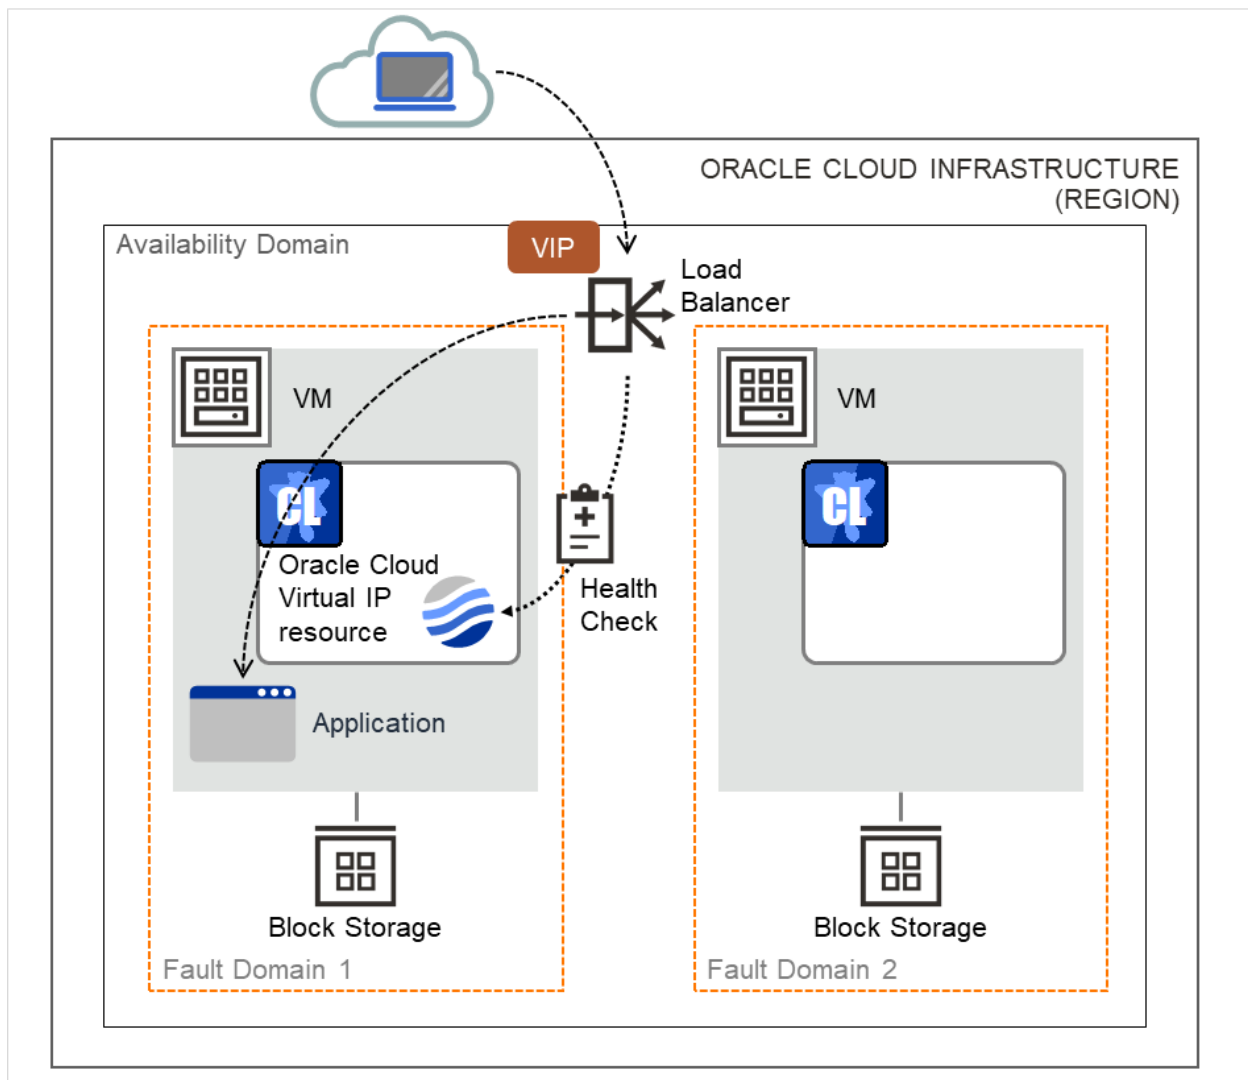 ORACLE CLOUD INFRASTRUCTURE
(REGION)
Availability Domain
VIP
Load
Balancer
VM
CL
Oracle Cloud
Virtual IP
resource
Health
Check
Application
Block Storage
Fault Domain 1
VM
CL
Block Storage
Fault Domain 2